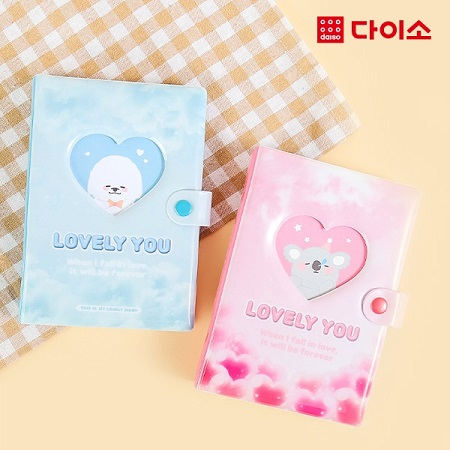 daiso 다이소
LOVELY YOU
When I fall in love,
It will be forever
LOVELY YOU
When I fall in love,
It will be forever